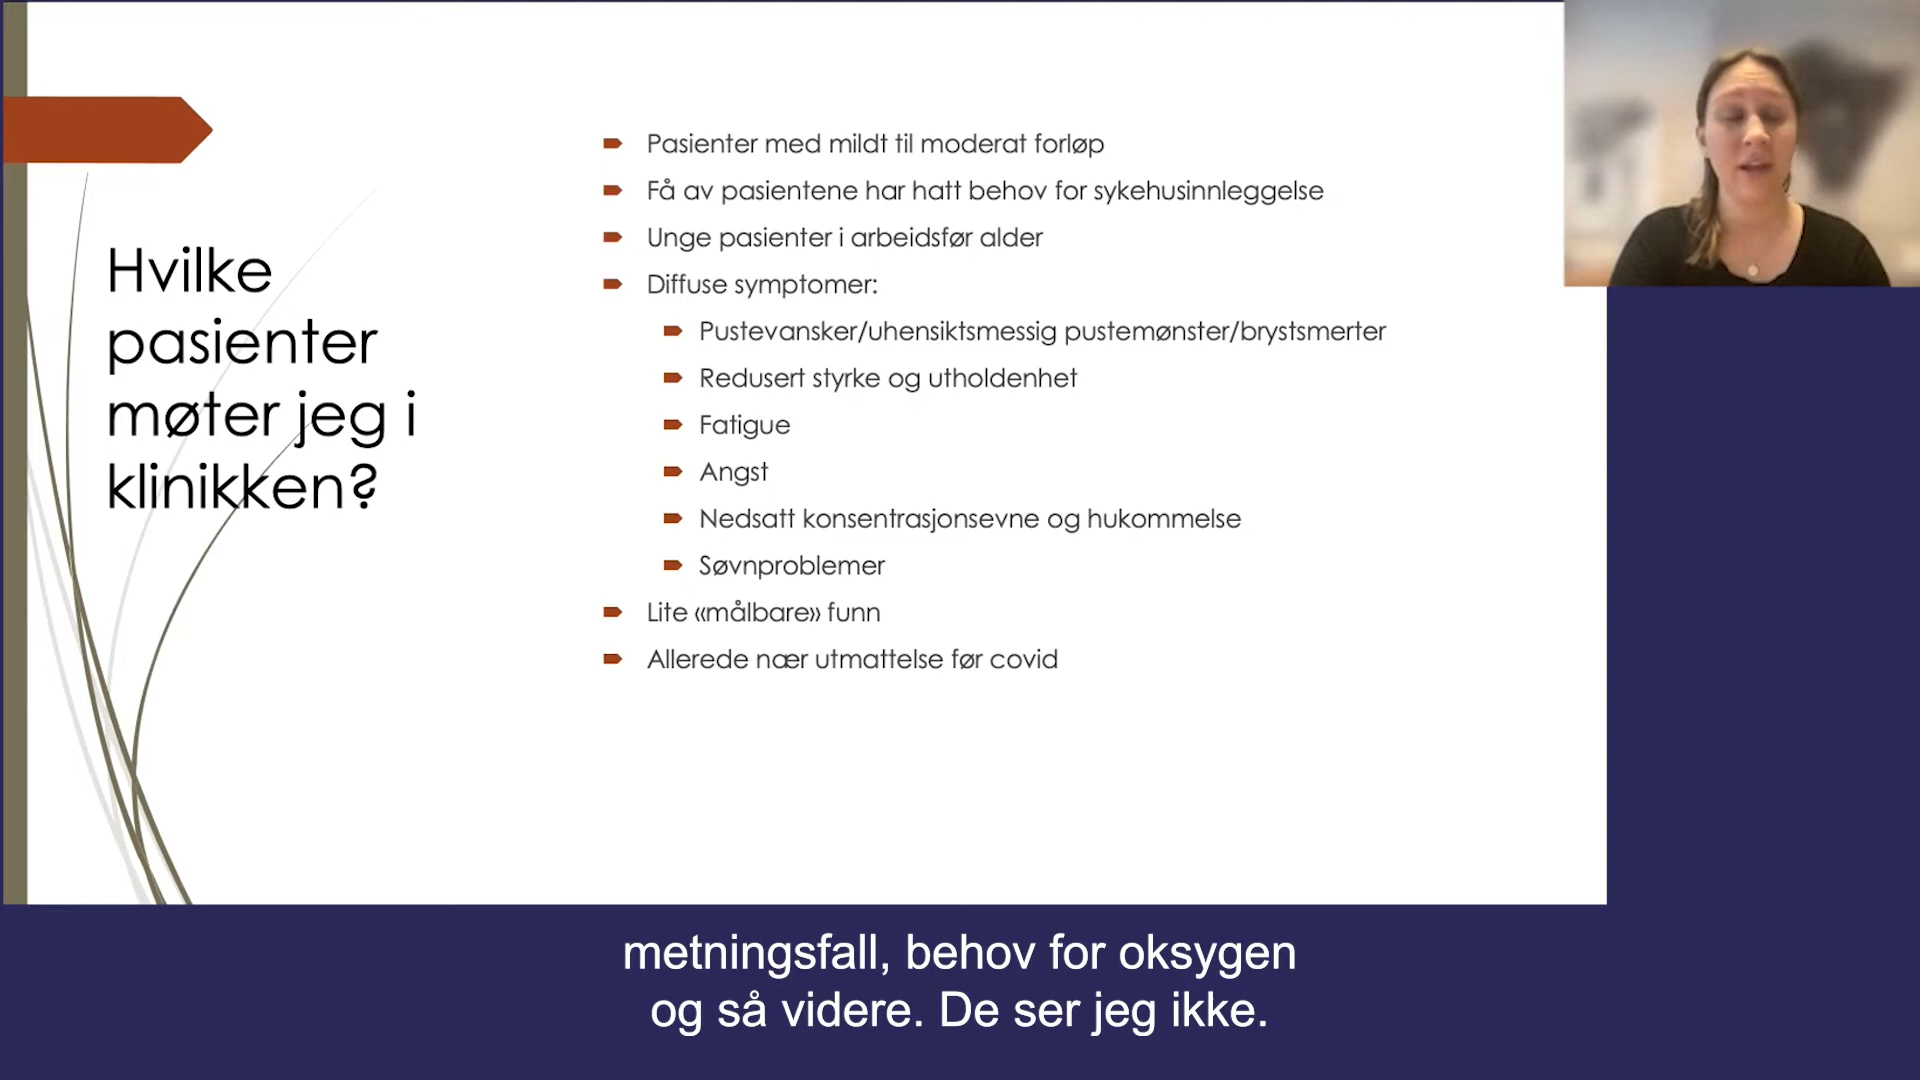 Hvilke
pasienter
møter jeg i
klinikken?
Pasienter med mildt til moderat forløp
Få av pasientene har hatt behov for sykehusinnleggelse
Unge pasienter i arbeidsfør alder
Diffuse symptomer:
Pustevansker/uhensiktsmessig pustemønster/brystsmerter
Redusert styrke og utholdenhet
Fatigue
Angst
Nedsatt konsentrasjonsevne og hukommelse
Søvnproblemer
Lite «målbare» funn
Allerede nær utmattelse før covid
metningsfall, behov for oksygen
og så videre. De ser jeg ikke.